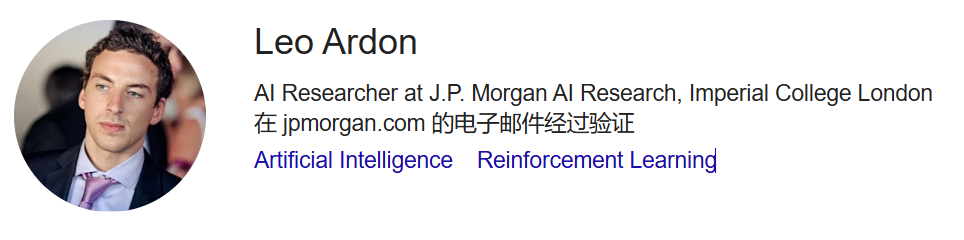 Leo Ardon
AI Researcher at J.P. Morgan AI Research, Imperial College London
在 jpmorgan.com 的电子邮件经过验证
Artificial Intelligence Reinforcement Learning